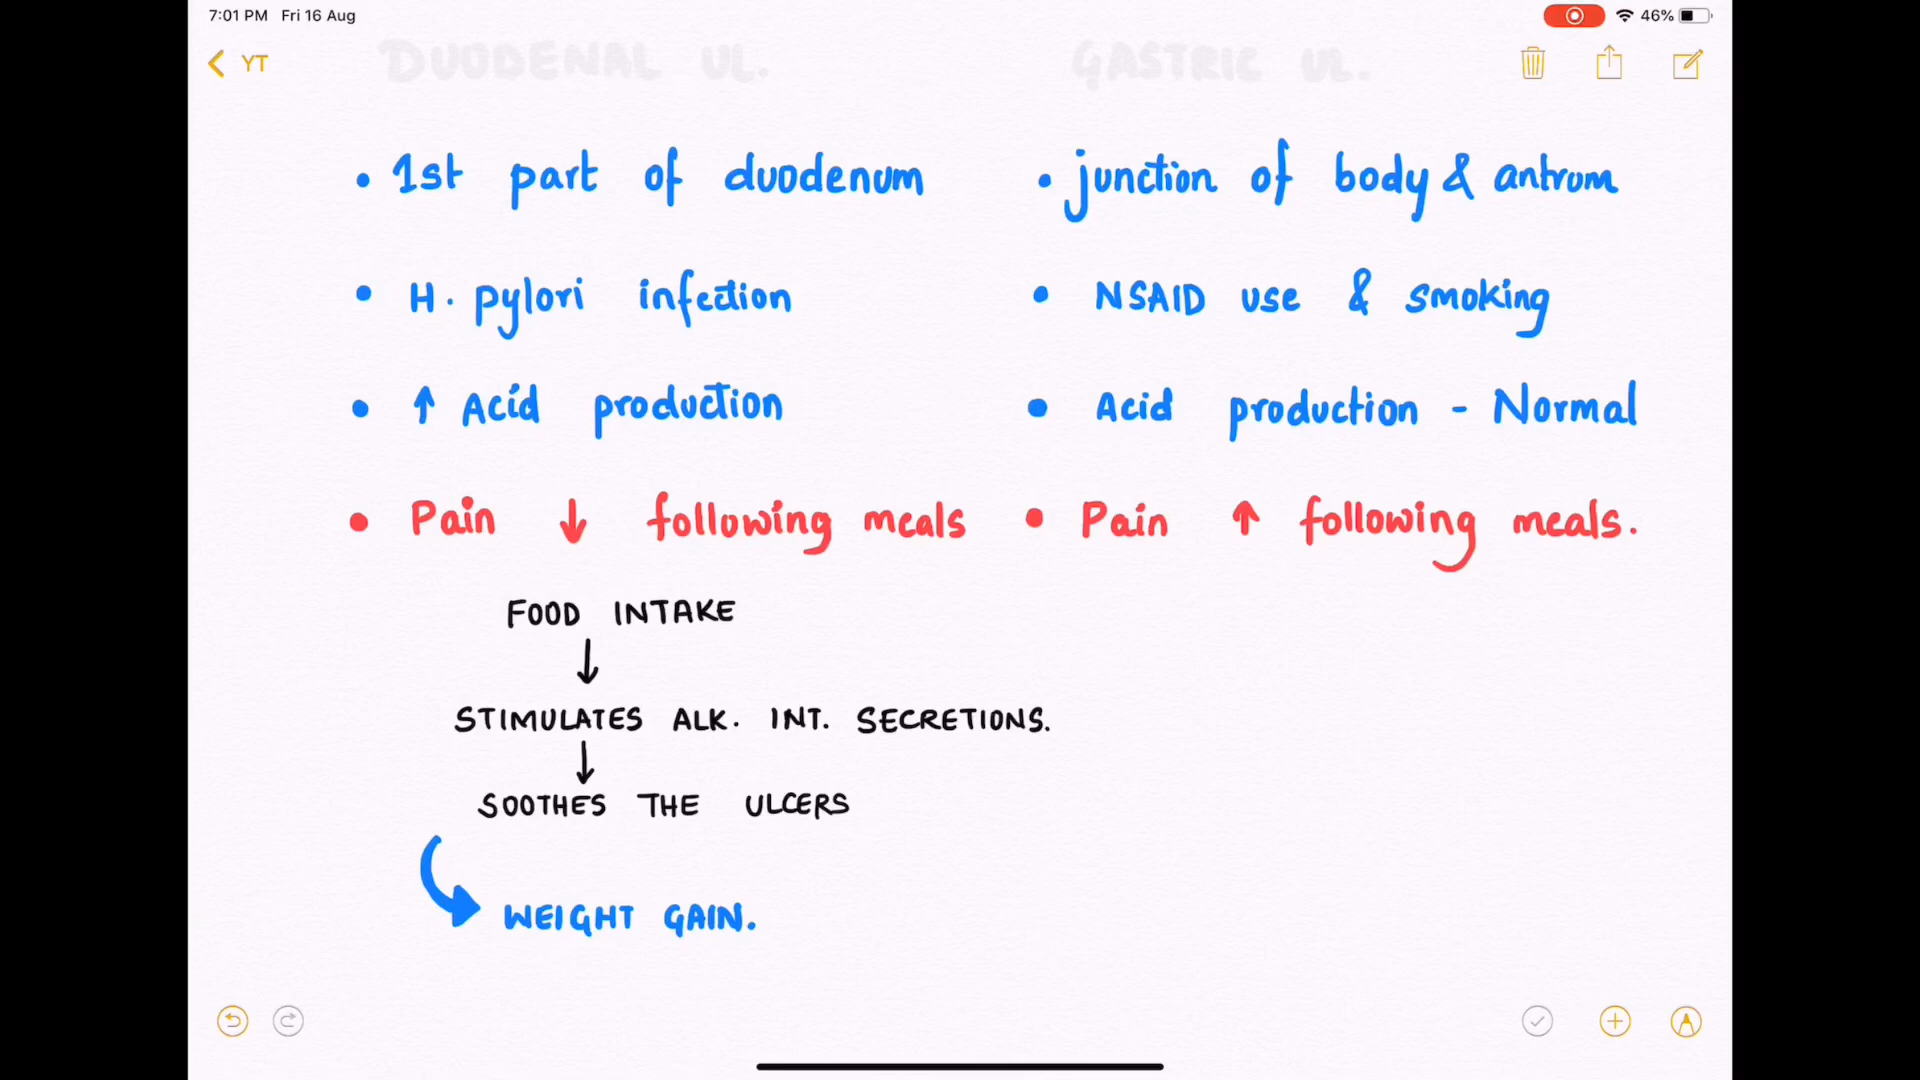 7:01 PM Fri 16 Aug
46%
YT
DUODENAL UL.
GASTRIC UL.
• 1st part of duodenum
• junction of body & antrum
• H. pylori infection
• NSAID use & smoking
• ↑ Acid production
• Acid production - Normal
• Pain ↓ following meals
• Pain ↑ following meals.
FOOD INTAKE
↓
STIMULATES ALK. INT. SECRETIONS.
↓
SOOTHES THE ULCERS
WEIGHT GAIN.